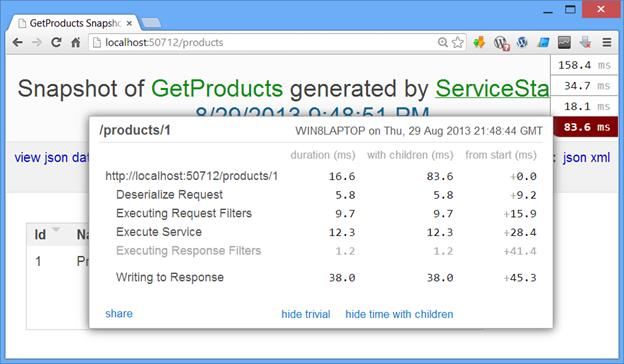 GetProducts Snapsh
localhost:50712/products
Snapshot of GetProducts generated by ServiceSta
8/29/2013 9:48:51 PM
158.4 ms
34.7 ms
18.1 ms
83.6 ms
view json dat
: json xml
/products/1 WIN8LAPTOP on Thu, 29 Aug 2013 21:48:44 GMT
duration (ms) with children (ms) from start (ms)
http://localhost:50712/products/1 16.6 83.6 +0.0
Deserialize Request 5.8 5.8 +9.2
Executing Request Filters 9.7 9.7 +15.9
Execute Service 12.3 12.3 +28.4
Executing Response Filters 1.2 1.2 +41.4
Writing to Response 38.0 38.0 +45.3
share hide trivial hide time with children
Id Na
1 Pr